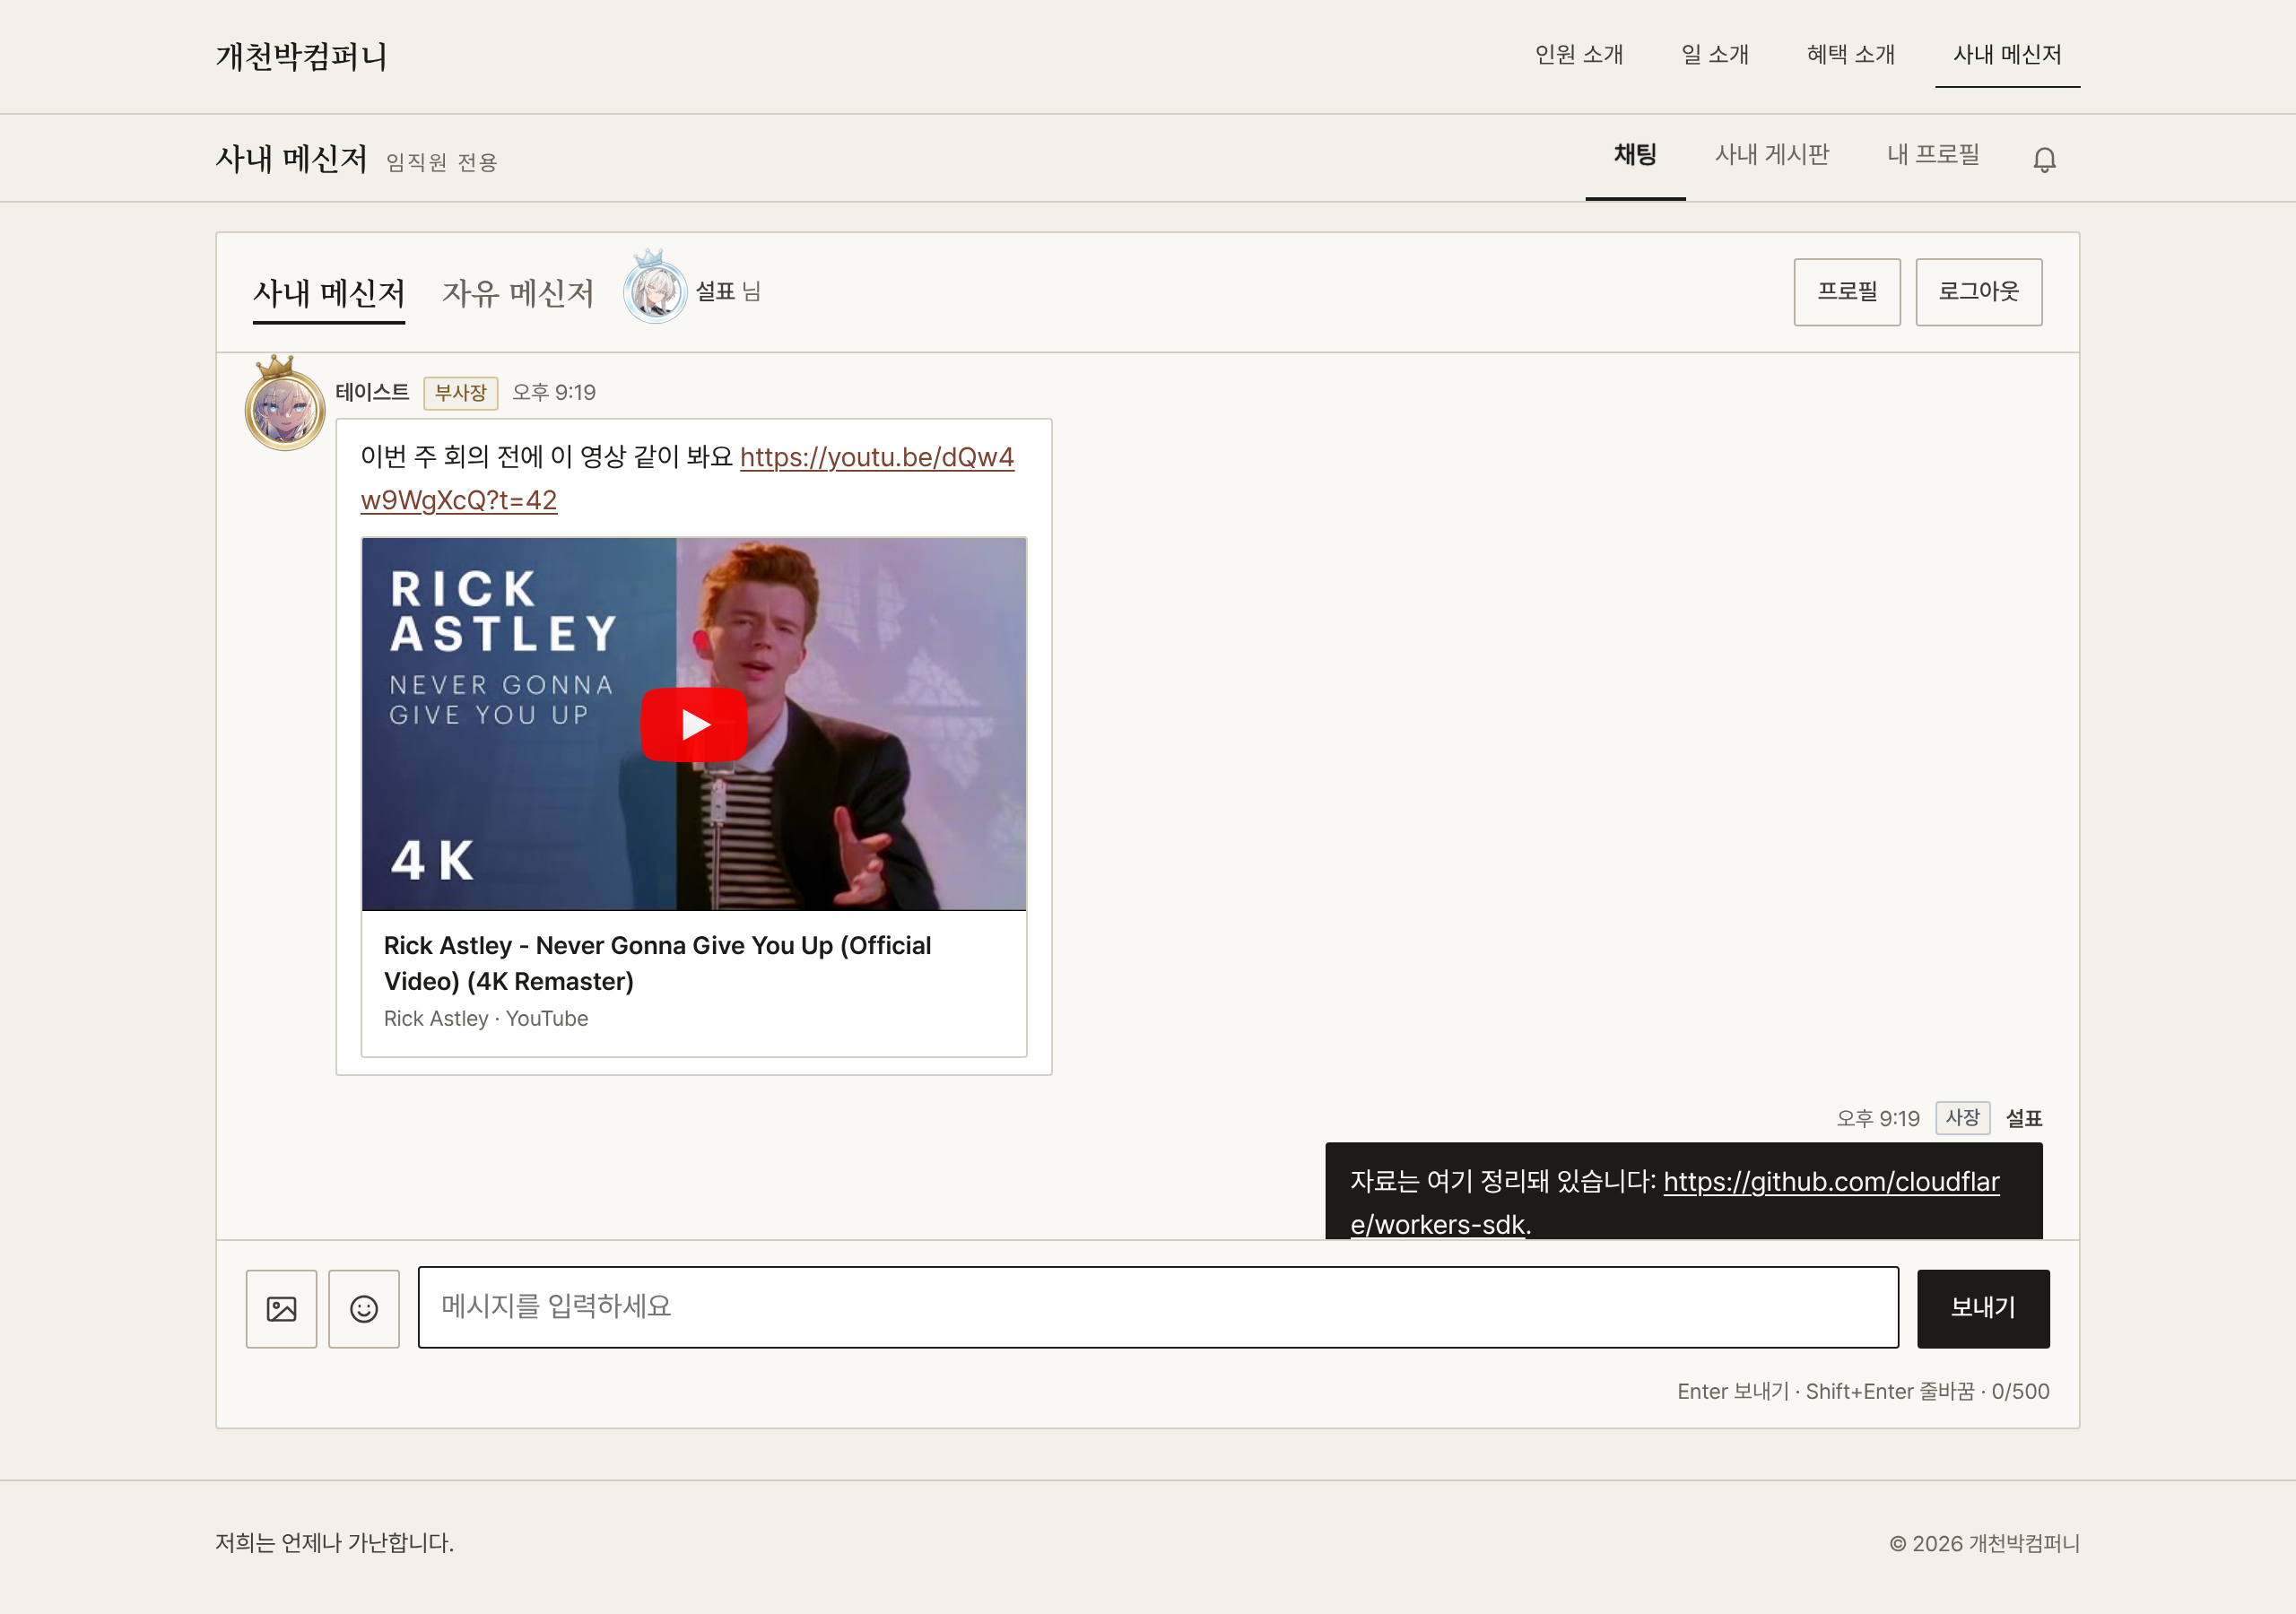 개천박컴퍼니
인원 소개 일 소개 혜택 소개 사내 메신저
사내 메신저 임직원 전용
채팅 사내 게시판 내 프로필
사내 메신저 자유 메신저 설표 님
프로필 로그아웃
테이스트 부사장 오후 9:19
이번 주 회의 전에 이 영상 같이 봐요 https://youtu.be/dQw4
w9WgXcQ?t=42
RICK
ASTLEY
NEVER GONNA
GIVE YOU UP
4K
Rick Astley - Never Gonna Give You Up (Official
Video) (4K Remaster)
Rick Astley · YouTube
오후 9:19 사장 설표
자료는 여기 정리돼 있습니다: https://github.com/cloudflar
e/workers-sdk.
메시지를 입력하세요
보내기
Enter 보내기 · Shift+Enter 줄바꿈 · 0/500
저희는 언제나 가난합니다.
© 2026 개천박컴퍼니